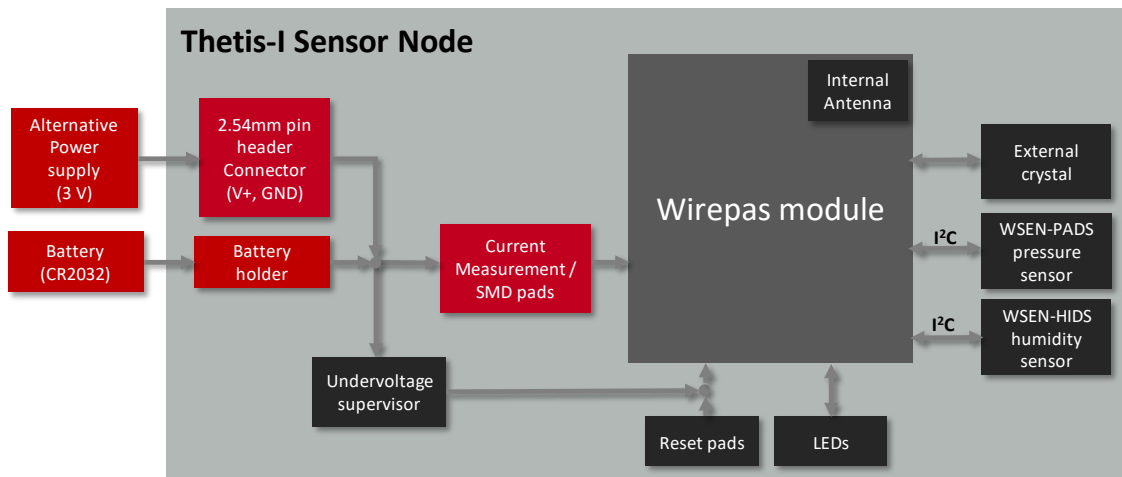 Thetis-I Sensor Node
Internal
Antenna
Alternative
Power
supply
(3 V)
2.54mm pin
header
Connector
(V+, GND)
External
crystal
Wirepas module
I²C
WSEN-PADS
pressure
sensor
Battery
(CR2032)
Battery
holder
Current
Measurement /
SMD pads
I²C
WSEN-HIDS
humidity
sensor
Undervoltage
supervisor
Reset pads
LEDs